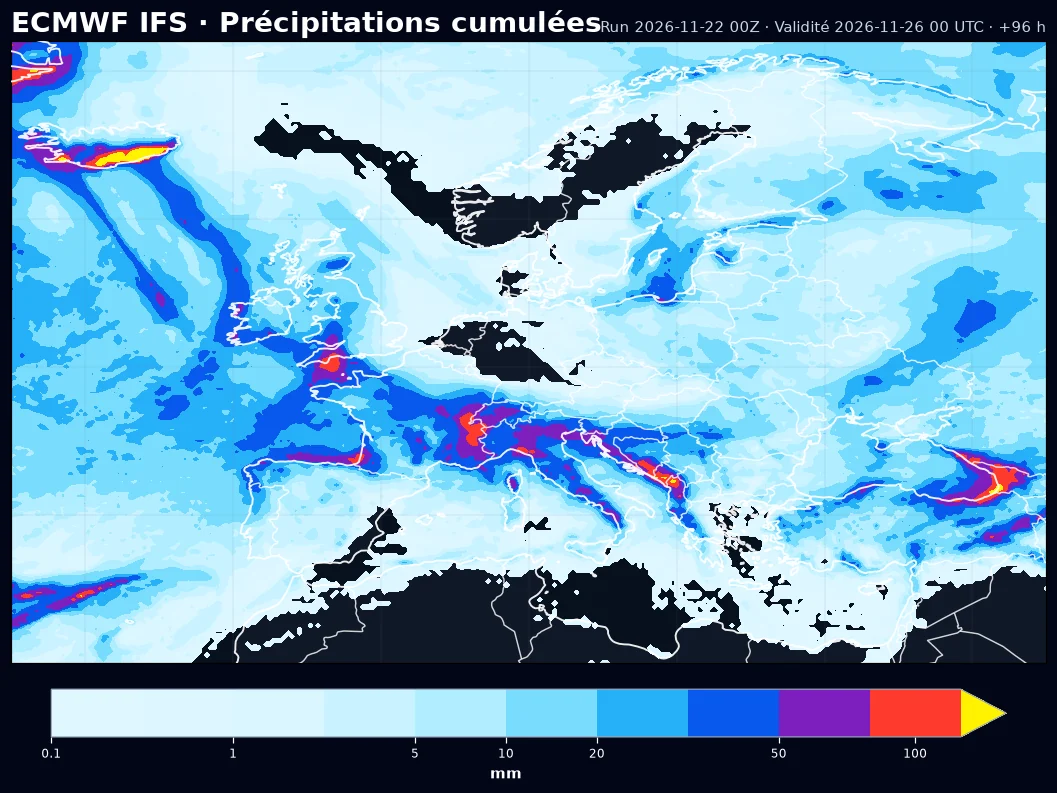 ECMWF IFS · Précipitations cumulées
Run 2026-11-22 00Z · Validité 2026-11-26 00 UTC · +96 h
0.1 1 5 10 20 50 100
mm